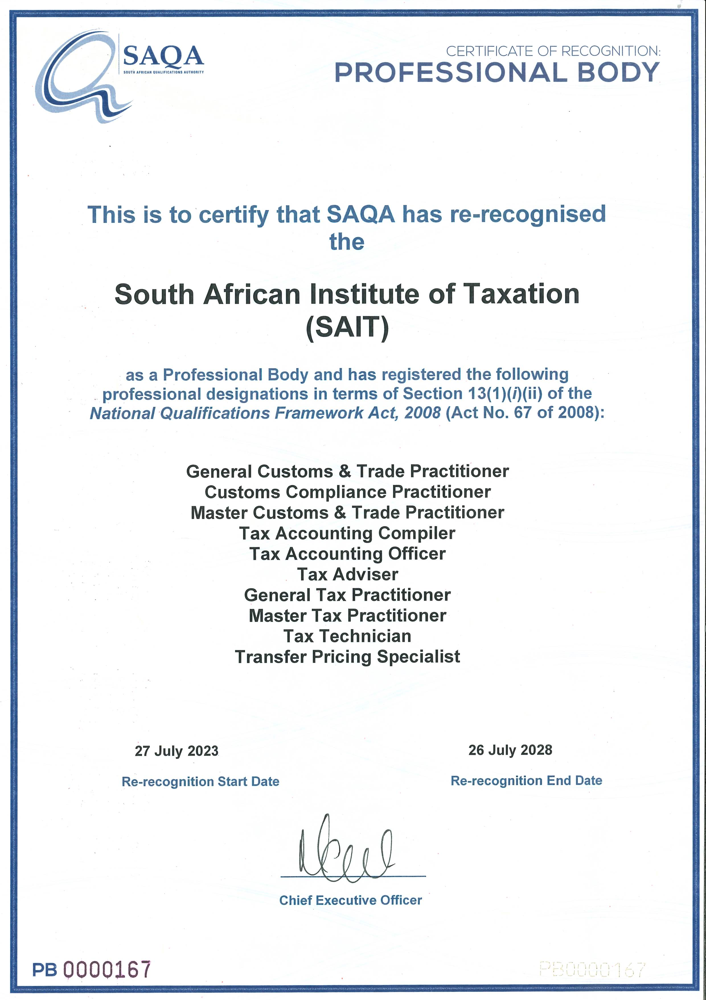 SAQA
SOUTH AFRICAN QUALIFICATIONS AUTHORITY
CERTIFICATE OF RECOGNITION:
PROFESSIONAL BODY
This is to certify that SAQA has re-recognised
the
South African Institute of Taxation
(SAIT)
as a Professional Body and has registered the following
professional designations in terms of Section 13(1)(i)(ii) of the
National Qualifications Framework Act, 2008 (Act No. 67 of 2008):
General Customs & Trade Practitioner
Customs Compliance Practitioner
Master Customs & Trade Practitioner
Tax Accounting Compiler
Tax Accounting Officer
Tax Adviser
General Tax Practitioner
Master Tax Practitioner
Tax Technician
Transfer Pricing Specialist
27 July 2023
26 July 2028
Re-recognition Start Date
Re-recognition End Date
Chief Executive Officer
PB 0000167
PB0000167